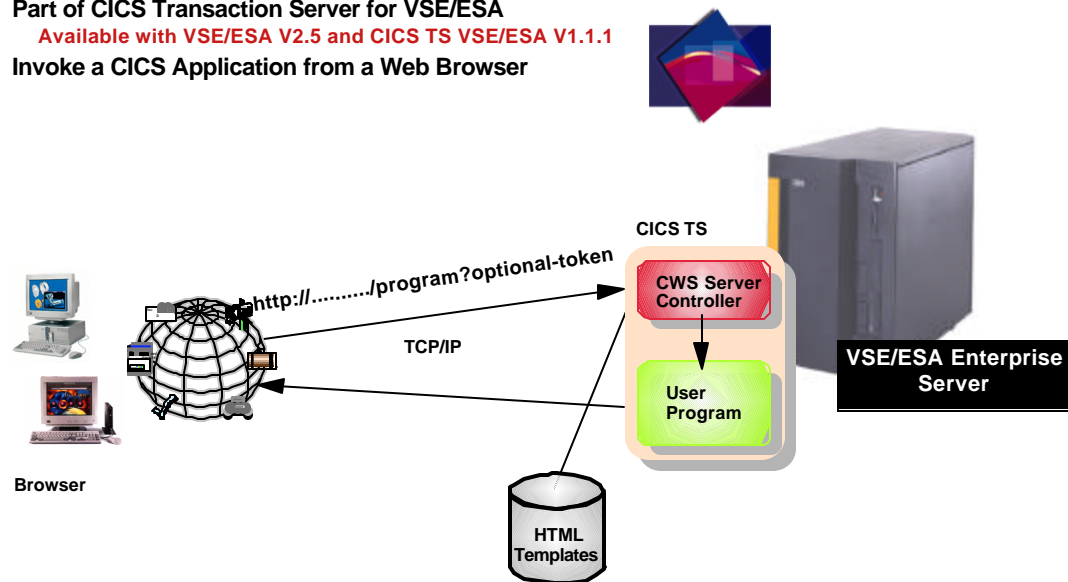 Part of CICS Transaction Server for VSE/ESA
Available with VSE/ESA V2.5 and CICS TS VSE/ESA V1.1.1
Invoke a CICS Application from a Web Browser
CICS TS
http://........../program?optional-token
CWS Server
Controller
TCP/IP
VSE/ESA Enterprise
Server
User
Program
Browser
HTML
Templates